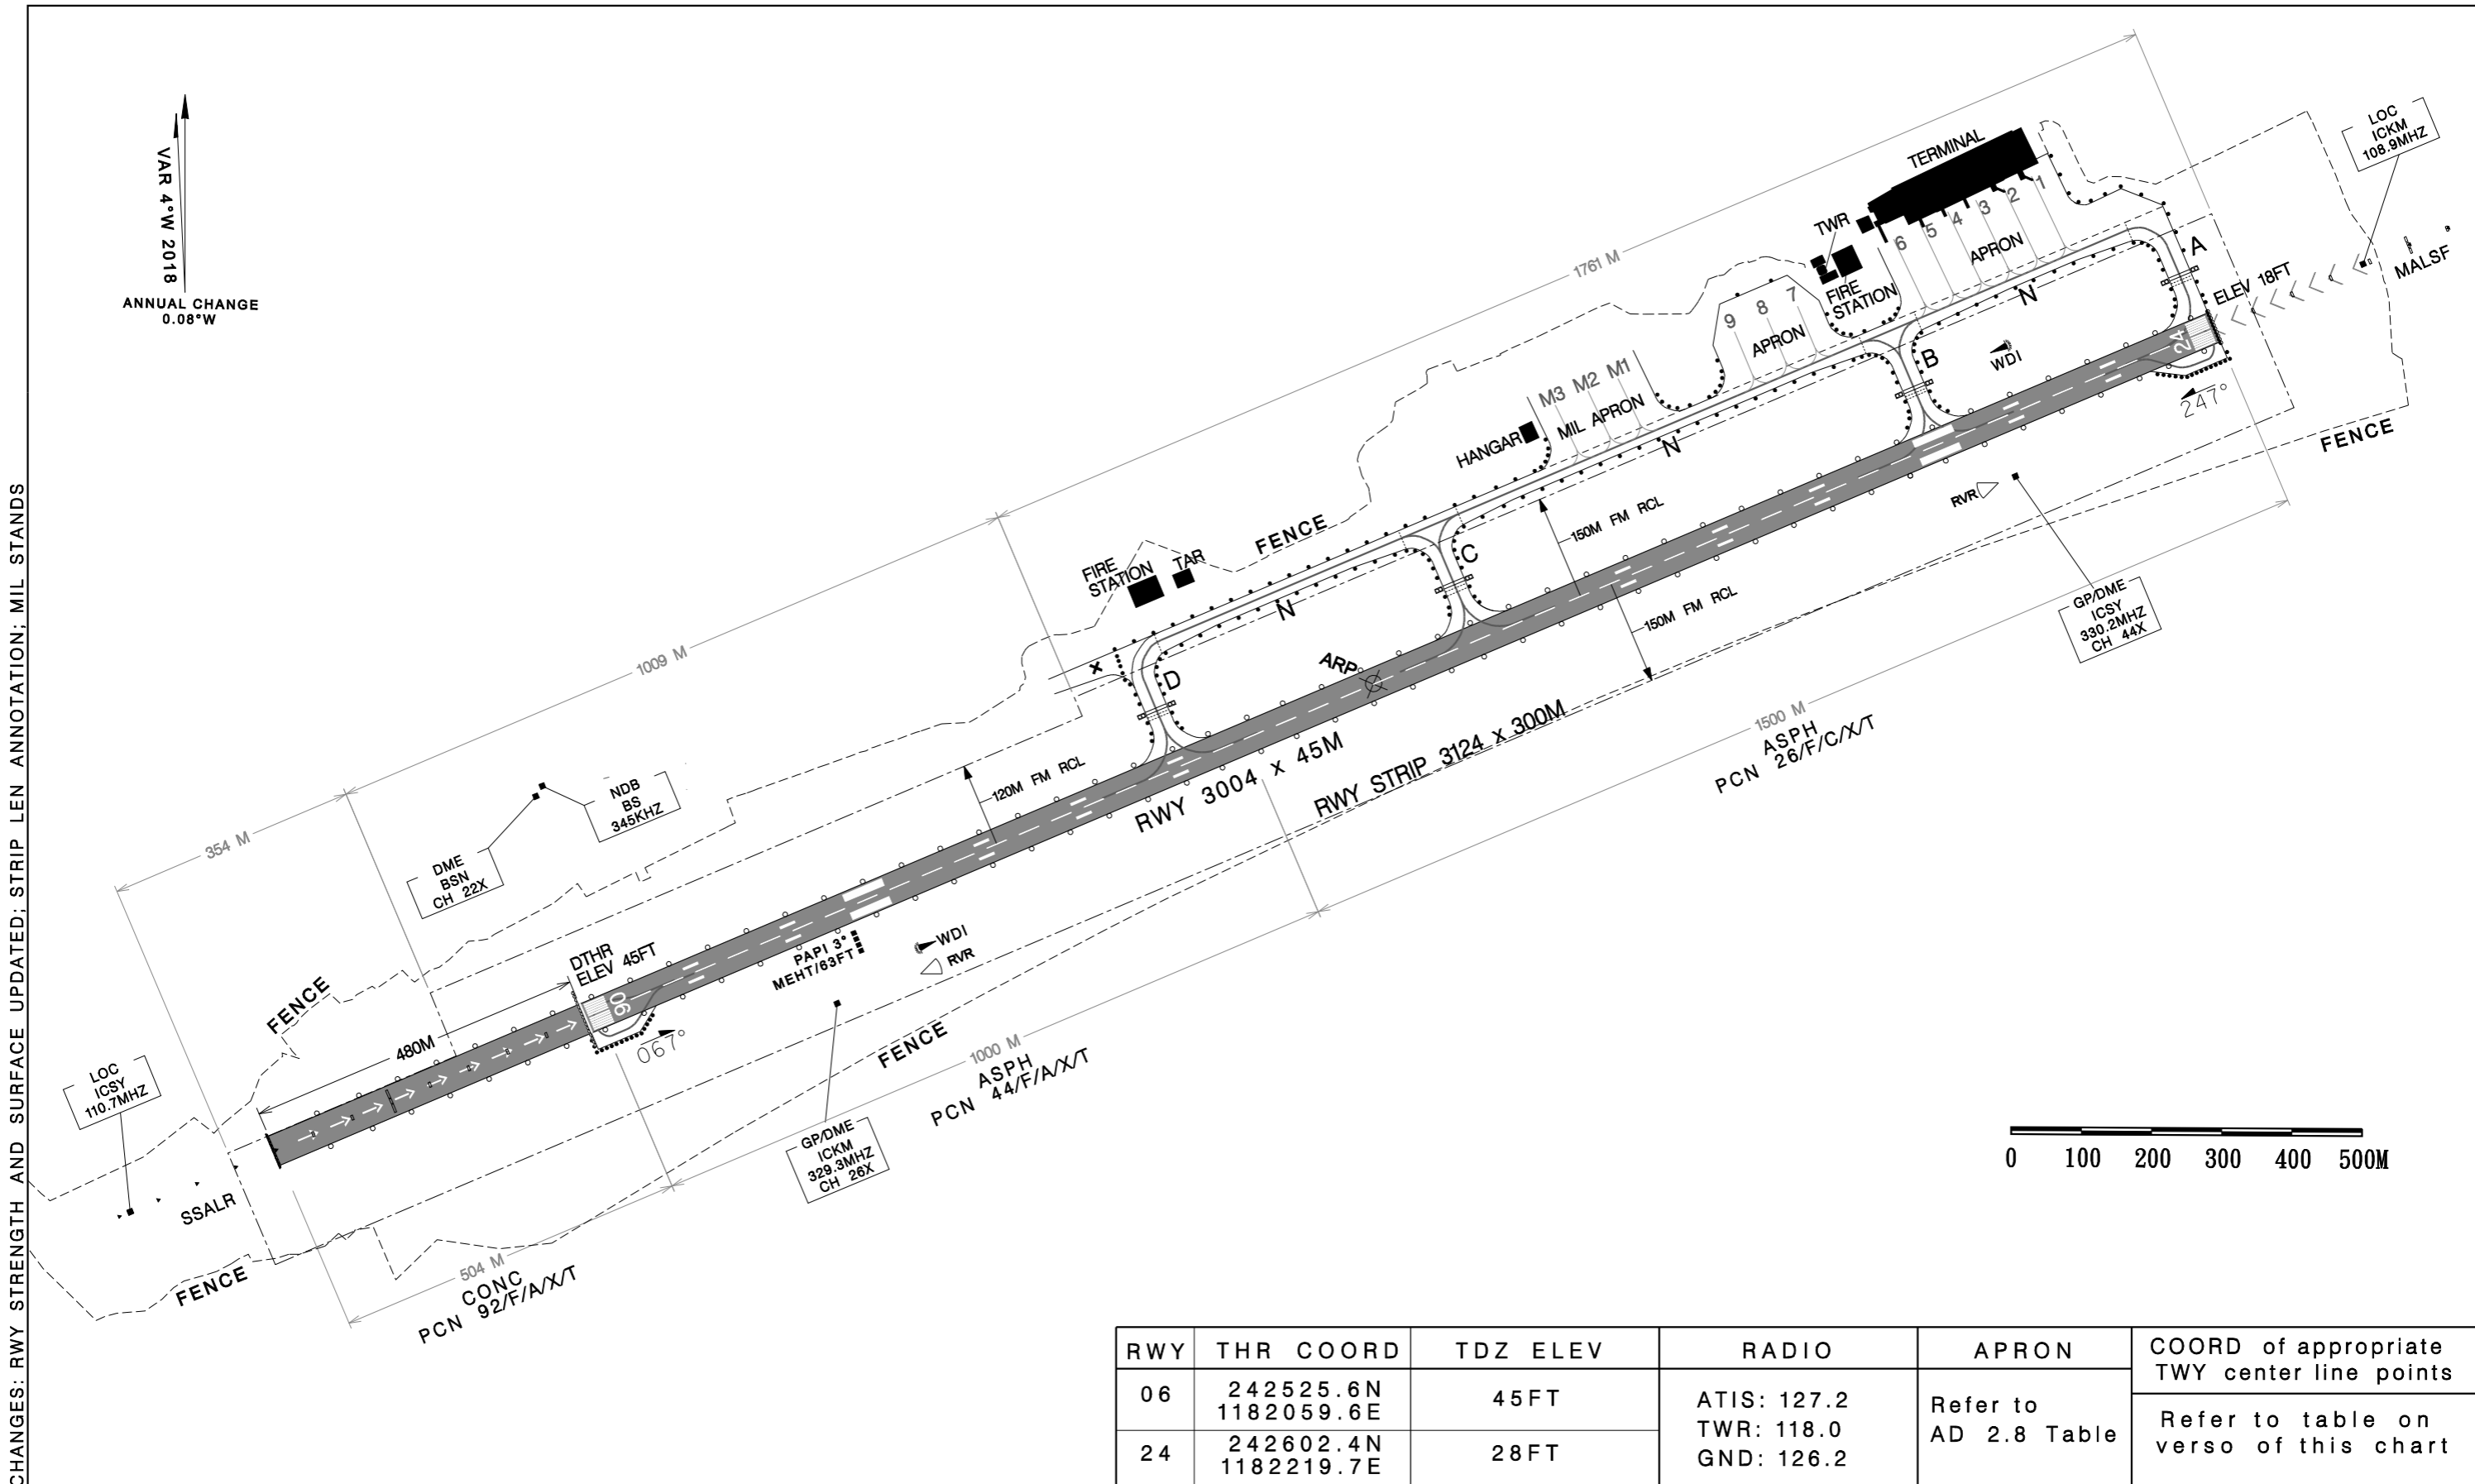 VAR 4°W 2018
ANNUAL CHANGE
0.08°W
CHANGES: RWY STRENGTH AND SURFACE UPDATED; STRIP LEN ANNOTATION; MIL STANDS
LOC
ICKM
108.9MHZ
MALSF
TERMINAL
TWR
FIRE
STATION
6
5
4
3
2
1
APRON
A
ELEV 18FT
N
24
247°
FENCE
B
WDI
1761 M
9
8
7
APRON
M3 M2 M1
MIL APRON
HANGAR
N
RVR
GP/DME
ICSY
330.2MHZ
CH 44X
150M FM RCL
150M FM RCL
C
FENCE
TAR
FIRE
STATION
N
D
ARP
1009 M
354 M
NDB
BS
345KHZ
DME
BSN
CH 22X
120M FM RCL
RWY 3004 x 45M
RWY STRIP 3124 x 300M
1500 M
ASPH
PCN 26/F/C/X/T
DTHR
ELEV 45FT
PAPI 3°
MEHT/63FT
WDI
RVR
06
067°
FENCE
480M
FENCE
1000 M
ASPH
PCN 44/F/A/X/T
GP/DME
ICKM
329.3MHZ
CH 26X
LOC
ICSY
110.7MHZ
SSALR
FENCE
504 M
CONC
PCN 92/F/A/X/T
0 100 200 300 400 500M
RWY THR COORD TDZ ELEV RADIO APRON COORD of appropriate
TWY center line points
06 242525.6N
1182059.6E
45FT
24 242602.4N
1182219.7E
28FT
ATIS: 127.2
TWR: 118.0
GND: 126.2
Refer to
AD 2.8 Table
Refer to table on
verso of this chart